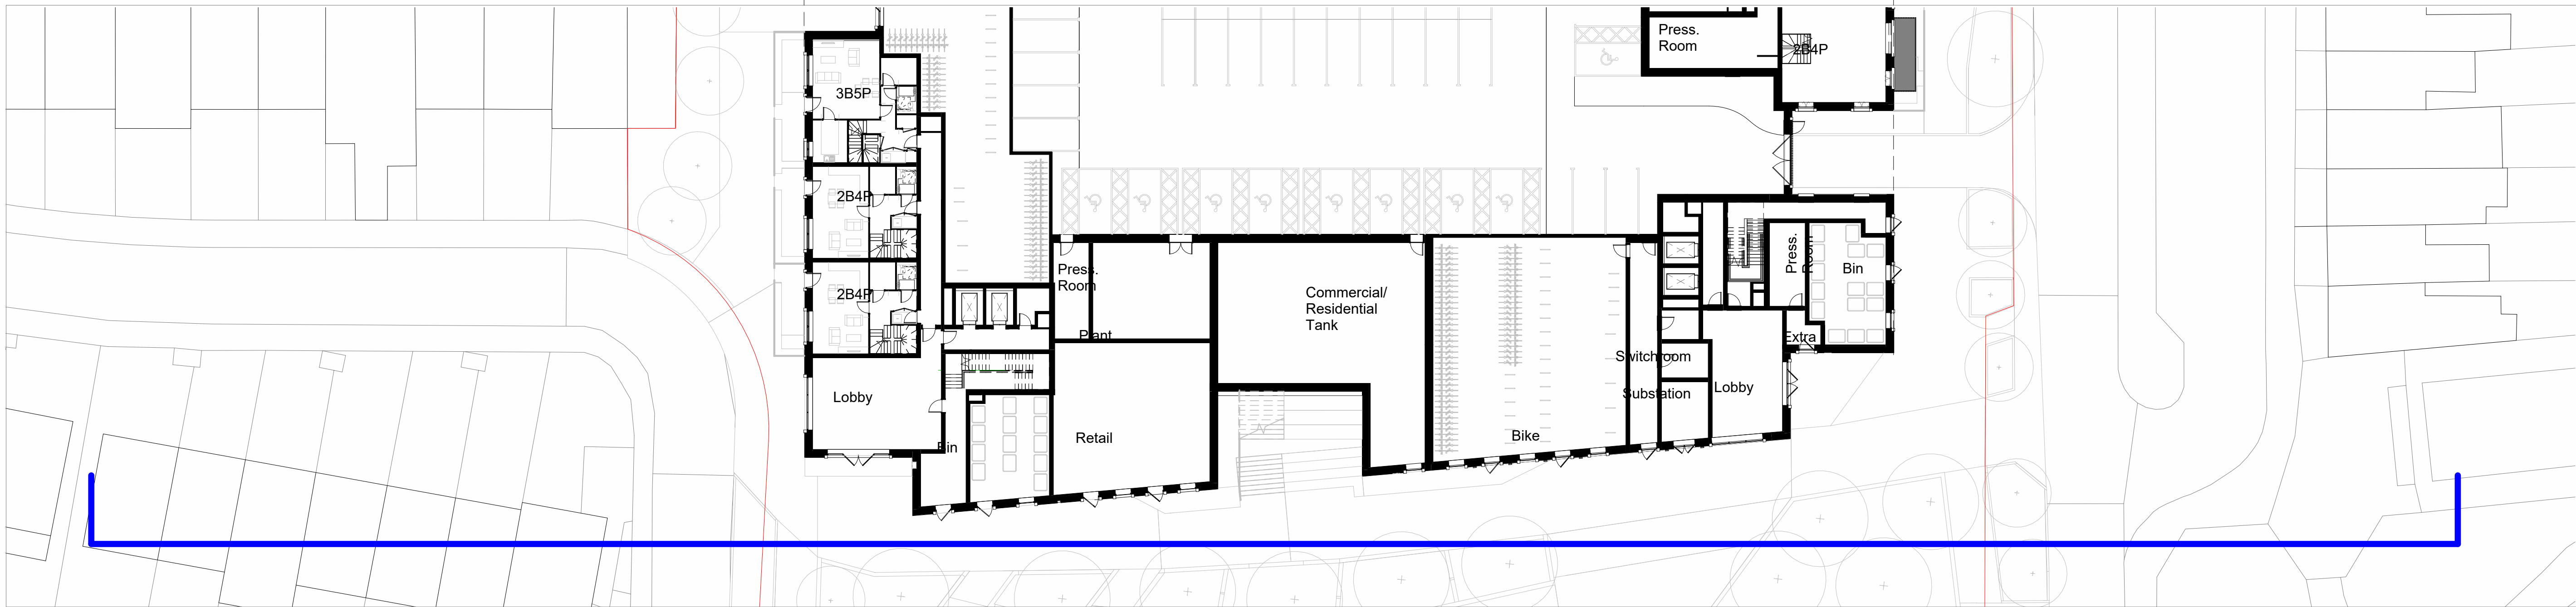 Press.
Room
2B4P
3B5P
2B4P
2B4P
Press.
Room
Plant
Commercial/
Residential
Tank
Press.
Room
Bin
Extra
Switchroom
Substation
Lobby
Lobby
Bin
Retail
Bike